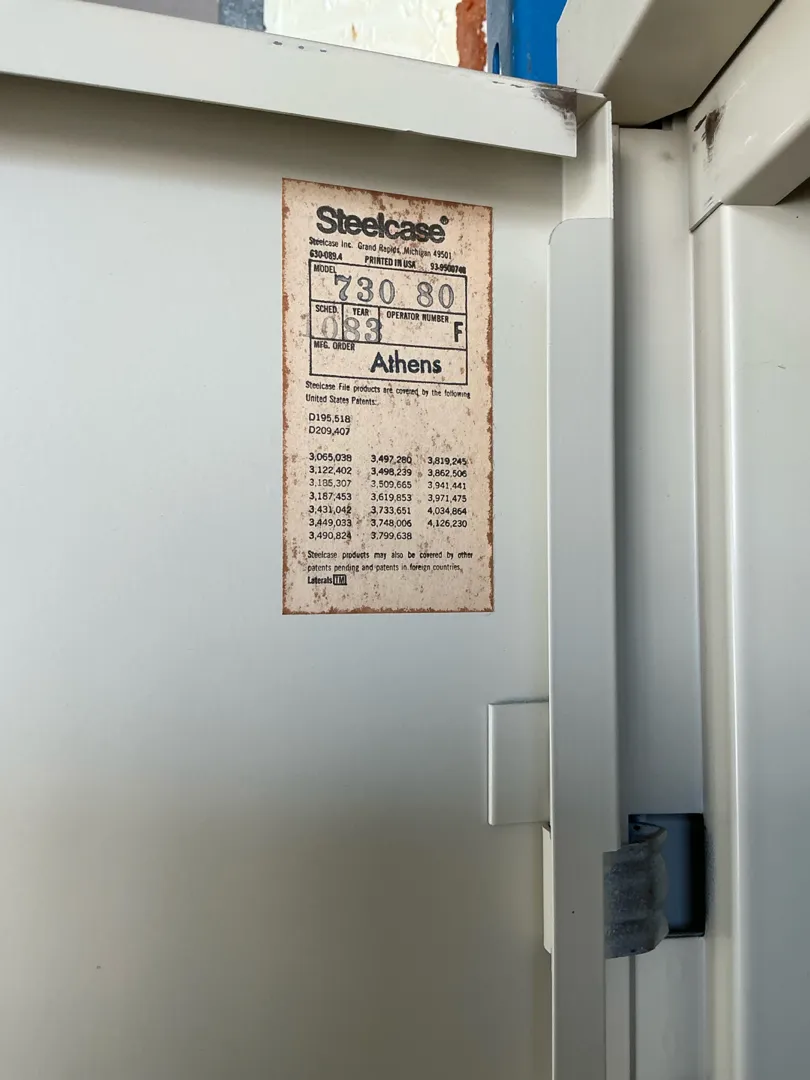 Steelcase®
Steelcase Inc. Grand Rapids, Michigan 49501
630-089.4 PRINTED IN USA 93-9500748
MODEL
730 80
SCHED. YEAR OPERATOR NUMBER
1083 F
MFG. ORDER
Athens
Steelcase File products are covered by the following
United States Patents:
D195,518
D209,407
3,065,038 3,497,280 3,819,245
3,122,402 3,498,239 3,862,506
3,185,307 3,509,665 3,941,441
3,187,453 3,619,853 3,971,475
3,431,042 3,733,651 4,034,864
3,449,033 3,748,006 4,126,230
3,490,824 3,799,638
Steelcase products may also be covered by other
patents pending and patents in foreign countries.
Laterals TM